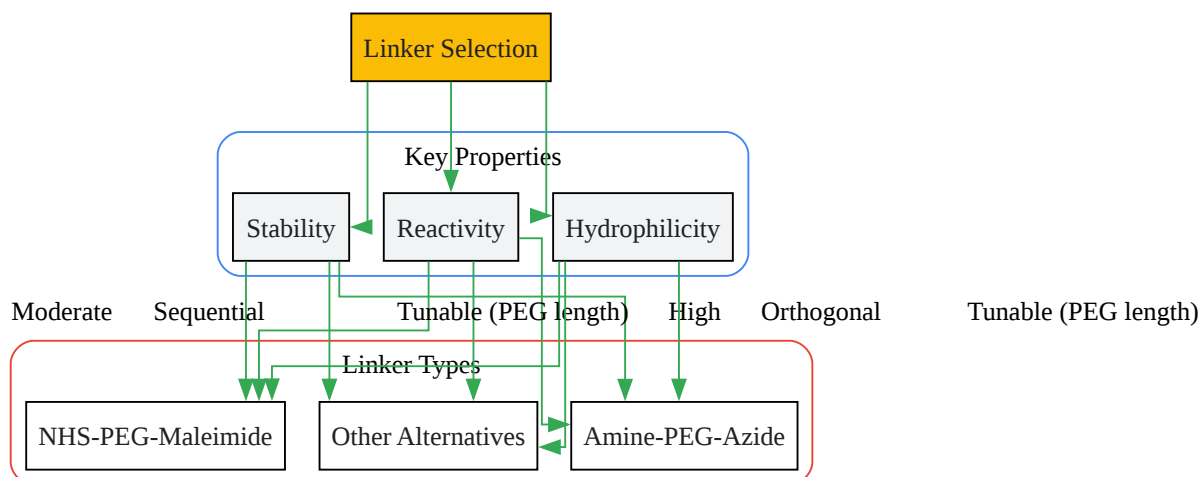 Linker Selection
Key Properties
Stability
Reactivity
Hydrophilicity
Moderate
Sequential
Tunable (PEG length)
High
Orthogonal
Tunable (PEG length)
Linker Types
NHS-PEG-Maleimide
Other Alternatives
Amine-PEG-Azide